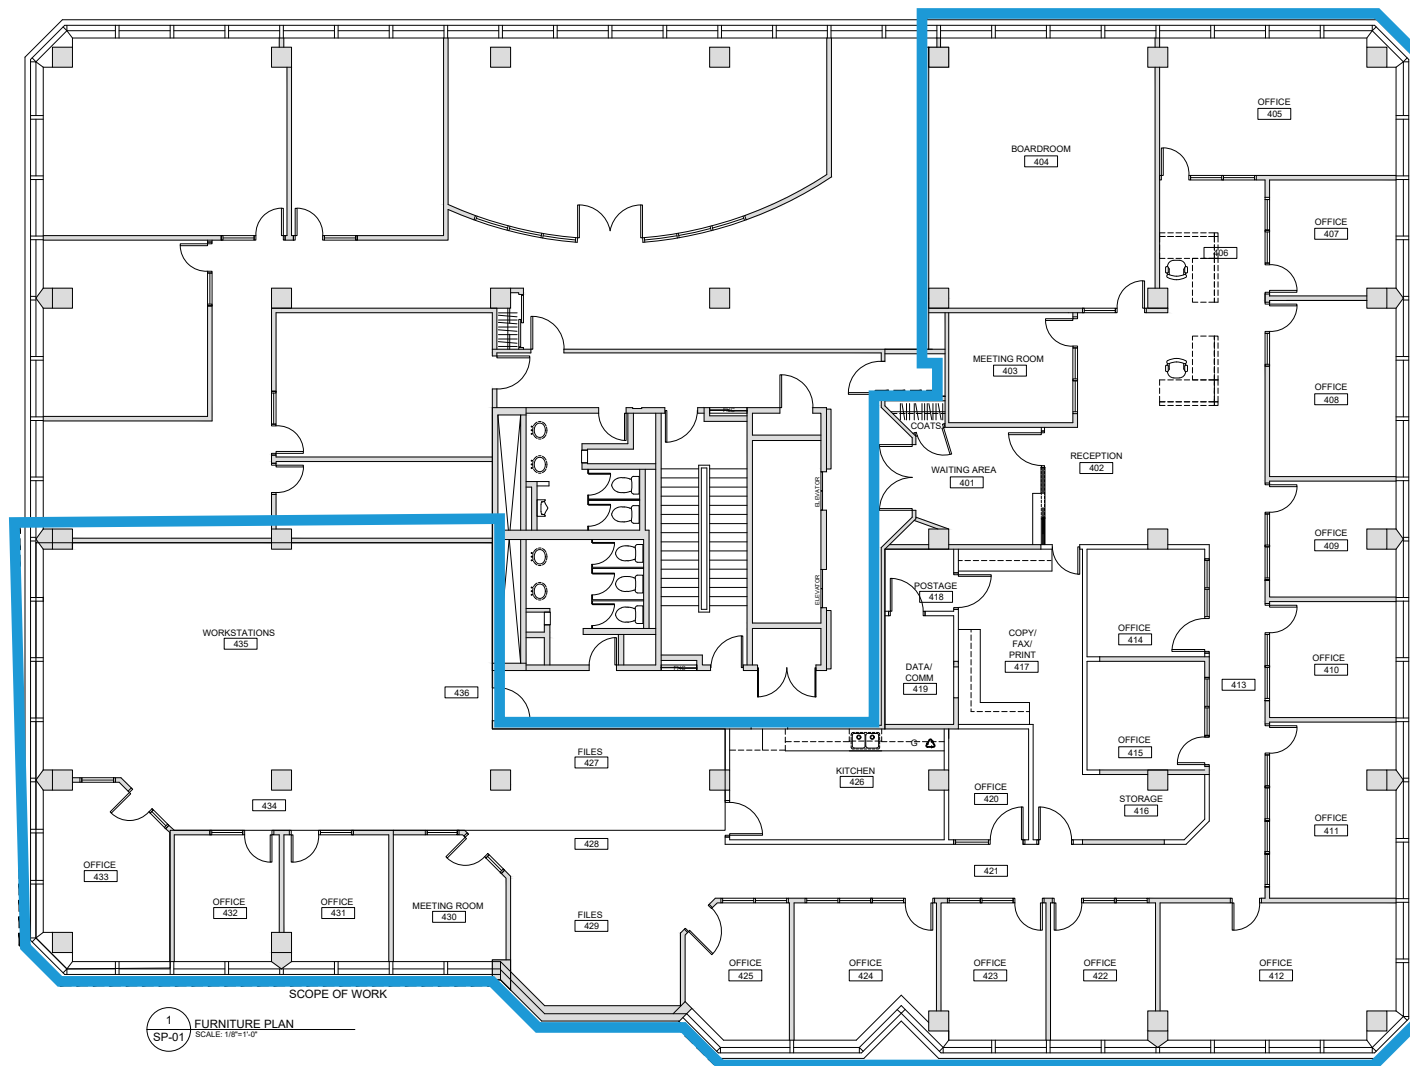 OFFICE
405
BOARDROOM
404
OFFICE
407
406
MEETING ROOM
403
OFFICE
408
COATS
RECEPTION
402
WAITING AREA
401
ELEVATOR
ELEVATOR
OFFICE
409
POSTAGE
418
COPY/
FAX/
PRINT
417
OFFICE
414
WORKSTATIONS
435
OFFICE
410
DATA/
COMM
419
413
436
OFFICE
415
FILES
427
G
KITCHEN
426
OFFICE
420
STORAGE
416
434
OFFICE
411
428
OFFICE
433
421
OFFICE
432
OFFICE
431
MEETING ROOM
430
FILES
429
OFFICE
425
OFFICE
424
OFFICE
423
OFFICE
422
OFFICE
412
SCOPE OF WORK
1
SP-01
FURNITURE PLAN
SCALE: 1/8"=1'-0"